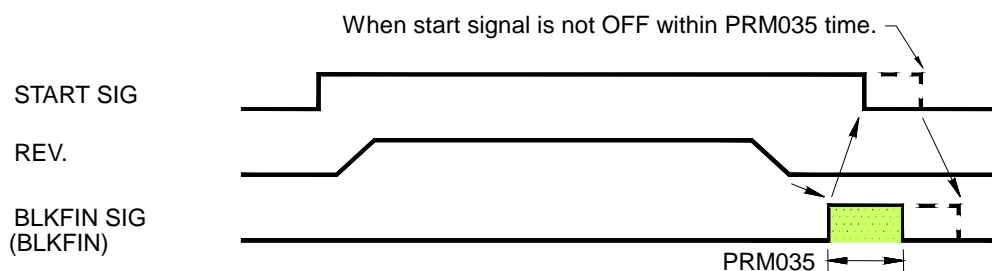 When start signal is not OFF within PRM035 time.
START SIG
REV.
BLKFIN SIG
(BLKFIN)
PRM035